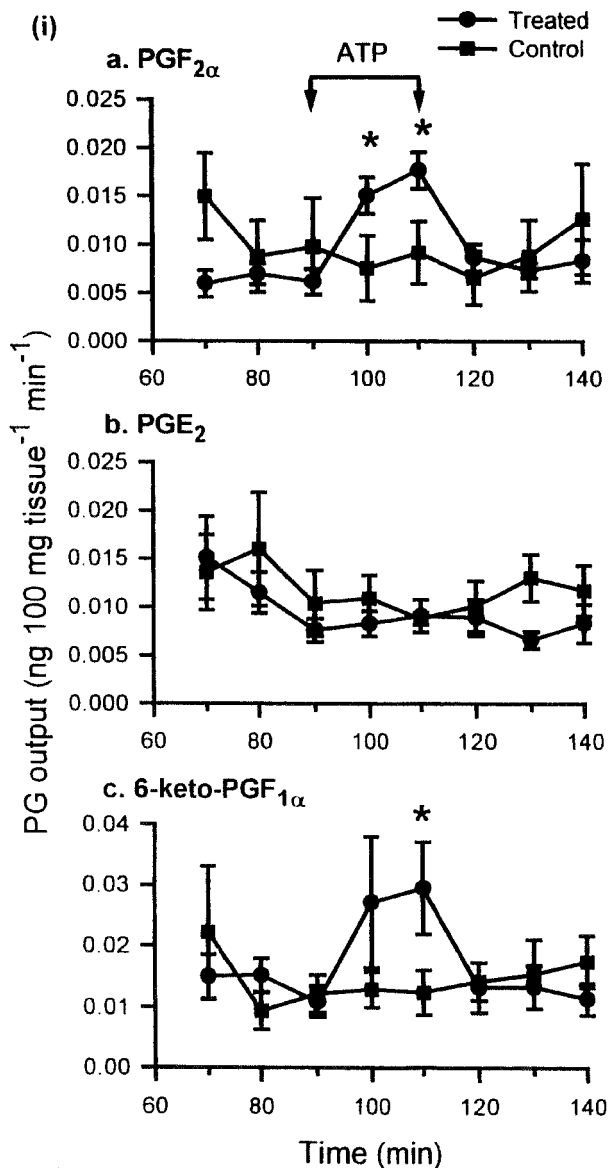 (i)
Treated
Control
a. PGF2α
ATP
0.025
0.020
0.015
0.010
0.005
0.000
* *
60 80 100 120 140
b. PGE2
0.025
0.020
0.015
0.010
0.005
0.000
60 80 100 120 140
c. 6-keto-PGF1α
0.04
0.03
0.02
0.01
0.00
*
60 80 100 120 140
PG output (ng 100 mg tissue-1 min-1)
Time (min)